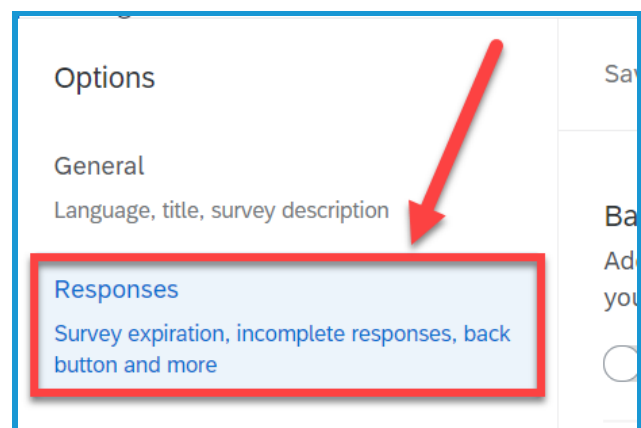 Options
General
Language, title, survey description
Responses
Survey expiration, incomplete responses, back
button and more